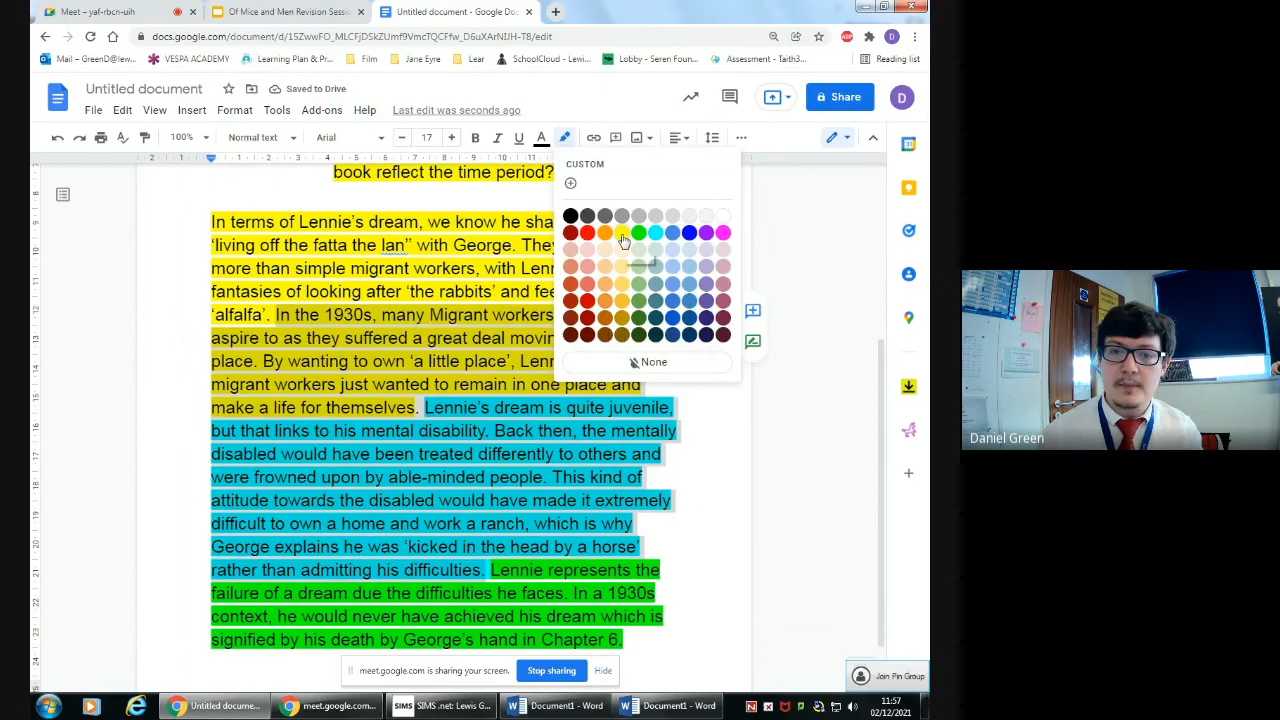 Meet – yaf-rbcn-uih
Of Mice and Men Revision Sessio
Untitled document - Google Doc
docs.google.com/document/d/15ZwwFO_MLCFjDSkZUmf9VmcTQCFfw_D6uXArNIJH-T8/edit
Mail – GreenD@lew...
VESPA ACADEMY
Learning Plan & Pr...
Film
Jane Eyre
Lear
SchoolCloud - Lewi...
Lobby - Seren Foun...
Assessment - Taith3...
Reading list
Untitled document
Saved to Drive
File Edit View Insert Format Tools Add-ons Help Last edit was seconds ago
Share
D
100% Normal text Arial 17 B I U A
CUSTOM
None
book reflect the time period?
In terms of Lennie's dream, we know he sha
'living off the fatta the lan" with George. They
more than simple migrant workers, with Lenn
fantasies of looking after 'the rabbits' and fee
'alfalfa'. In the 1930s, many Migrant workers
aspire to as they suffered a great deal movin
place. By wanting to own 'a little place', Lenn
migrant workers just wanted to remain in one place and
make a life for themselves. Lennie's dream is quite juvenile,
but that links to his mental disability. Back then, the mentally
disabled would have been treated differently to others and
were frowned upon by able-minded people. This kind of
attitude towards the disabled would have made it extremely
difficult to own a home and work a ranch, which is why
George explains he was 'kicked in the head by a horse'
rather than admitting his difficulties. Lennie represents the
failure of a dream due the difficulties he faces. In a 1930s
context, he would never have achieved his dream which is
signified by his death by George's hand in Chapter 6.
meet.google.com is sharing your screen. Stop sharing Hide
Join Pin Group
Daniel Green
Untitled docume...
meet.google.com...
SIMS .net: Lewis G...
Document1 - Word
Document1 - Word
11:57
02/12/2021